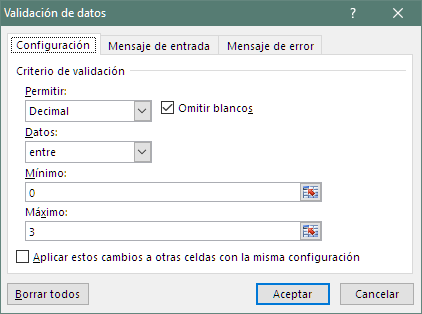 Validación de datos
Configuración Mensaje de entrada Mensaje de error
Criterio de validación
Permitir:
Decimal Omitir blancos
Datos:
entre
Mínimo:
0
Máximo:
3
Aplicar estos cambios a otras celdas con la misma configuración
Borrar todos Aceptar Cancelar